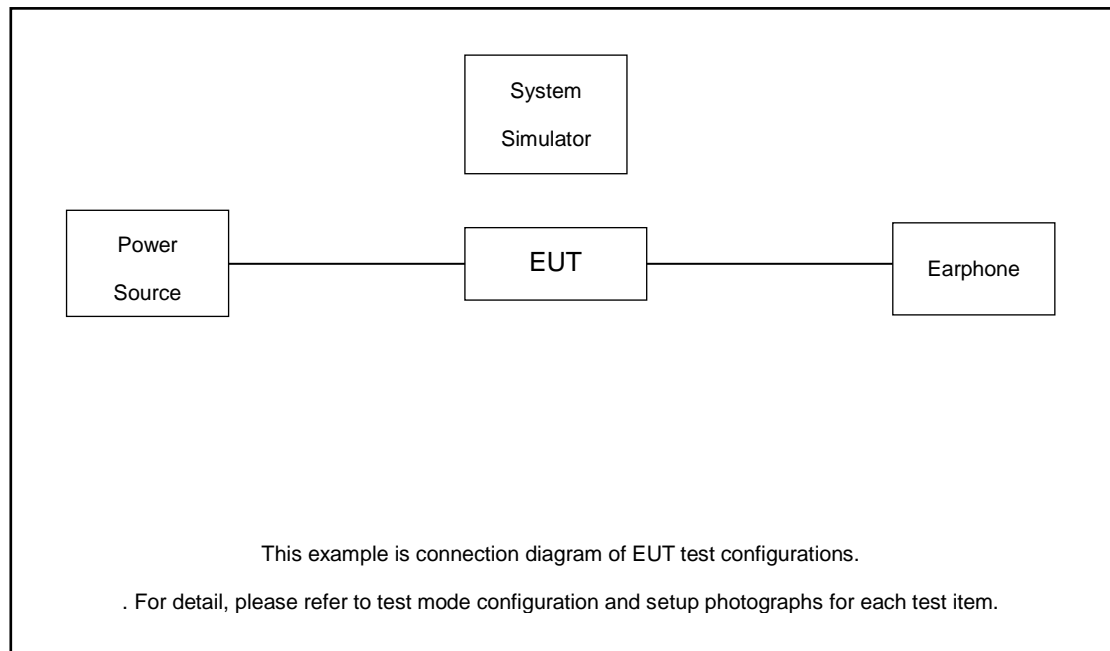 System
Simulator
Power
Source
EUT
Earphone
This example is connection diagram of EUT test configurations.
. For detail, please refer to test mode configuration and setup photographs for each test item.